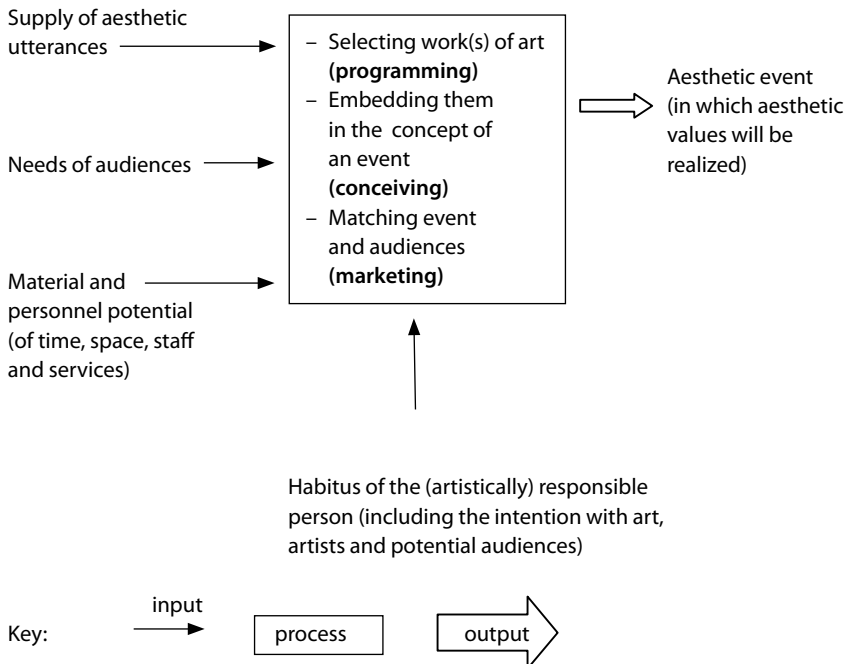 Supply of aesthetic
utterances
Needs of audiences
Material and
personnel potential
(of time, space, staff
and services)
– Selecting work(s) of art
(programming)
– Embedding them
in the concept of
an event
(conceiving)
– Matching event
and audiences
(marketing)
Aesthetic event
(in which aesthetic
values will be
realized)
Habitus of the (artistically) responsible
person (including the intention with art,
artists and potential audiences)
Key:
input
process
output